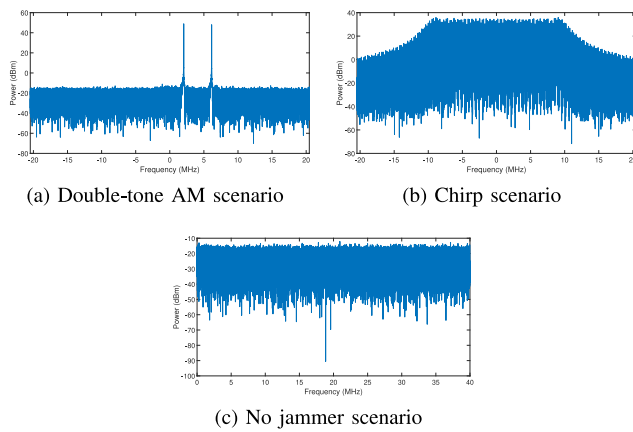 60
40
20
0
-20
-40
-60
80
Power (dBm)
-20 -15 -10 -5 0 5 10 15 20
Frequency (MHz)
(a) Double-tone AM scenario
40
20
0
-20
-40
-60
80
Power (dBm)
-20 -15 -10 -5 0 5 10 15 20
Frequency (MHz)
(b) Chirp scenario
-10
-20
-30
-40
-50
-60
-70
-80
-90
-100
Power (dBm)
0 5 10 15 20 25 30 35 40
Frequency (MHz)
(c) No jammer scenario